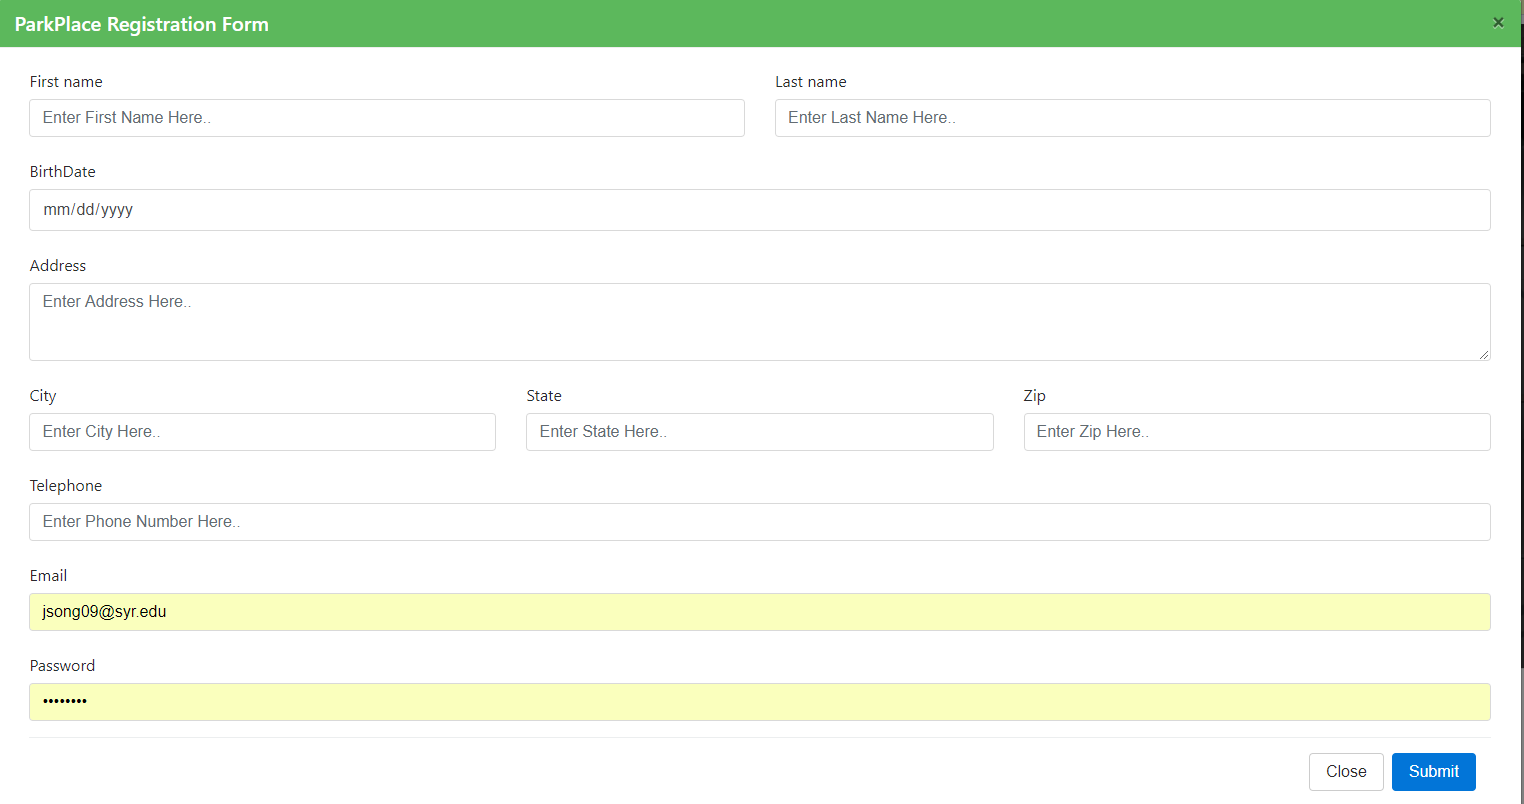 ParkPlace Registration Form ×
First name Last name
Enter First Name Here.. Enter Last Name Here..
BirthDate
mm/dd/yyyy
Address
Enter Address Here..
City State Zip
Enter City Here.. Enter State Here.. Enter Zip Here..
Telephone
Enter Phone Number Here..
Email
jsong09@syr.edu
Password
••••••••
Close Submit